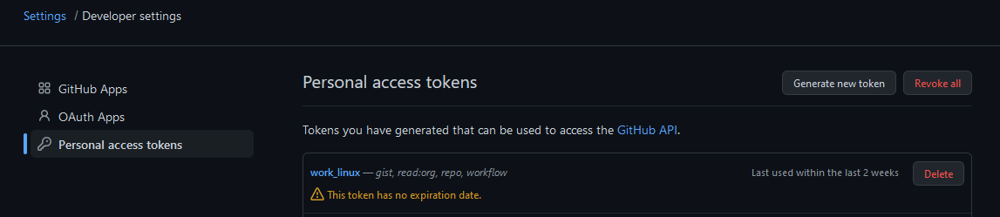 Settings / Developer settings
GitHub Apps
OAuth Apps
Personal access tokens
Personal access tokens
Generate new token
Revoke all
Tokens you have generated that can be used to access the GitHub API.
work_linux — gist, read:org, repo, workflow
Last used within the last 2 weeks
Delete
This token has no expiration date.